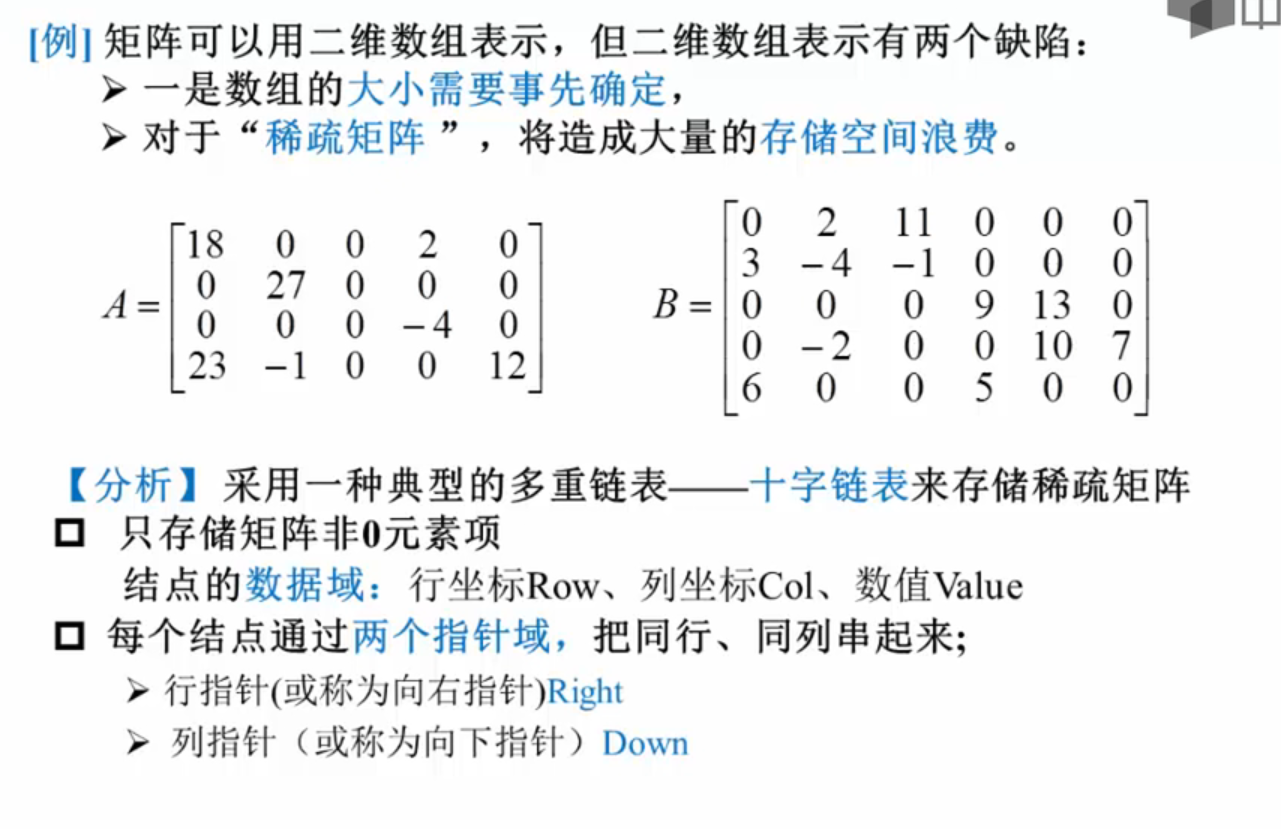 [例] 矩阵可以用二维数组表示，但二维数组表示有两个缺陷：
➢ 一是数组的大小需要事先确定，
➢ 对于“稀疏矩阵 ”，将造成大量的存储空间浪费。
A =
18 0 0 2 0
0 27 0 0 0
0 0 0 －4 0
23 －1 0 0 12
B =
0 2 11 0 0 0
3 －4 －1 0 0 0
0 0 0 9 13 0
0 －2 0 0 10 7
6 0 0 5 0 0
【分析】采用一种典型的多重链表——十字链表来存储稀疏矩阵
只存储矩阵非0元素项
结点的数据域：行坐标Row、列坐标Col、数值Value
每个结点通过两个指针域，把同行、同列串起来;
➢ 行指针(或称为向右指针)Right
➢ 列指针（或称为向下指针）Down